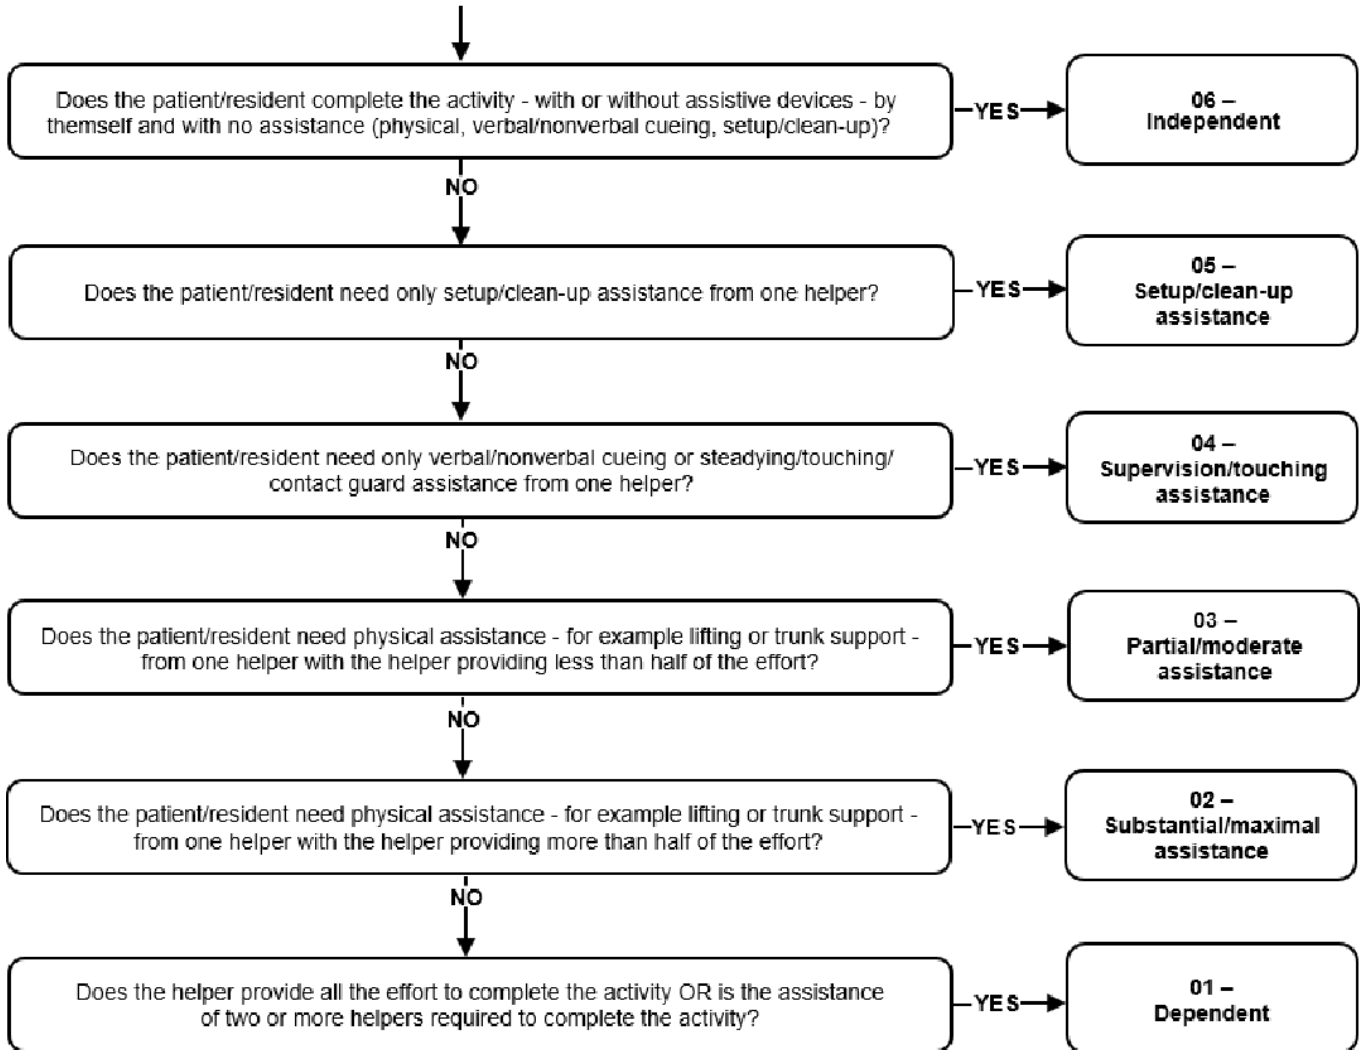 Does the patient/resident complete the activity - with or without assistive devices - by
themself and with no assistance (physical, verbal/nonverbal cueing, setup/clean-up)?
YES
06 –
Independent
NO
Does the patient/resident need only setup/clean-up assistance from one helper?
YES
05 –
Setup/clean-up
assistance
NO
Does the patient/resident need only verbal/nonverbal cueing or steadying/touching/
contact guard assistance from one helper?
YES
04 –
Supervision/touching
assistance
NO
Does the patient/resident need physical assistance - for example lifting or trunk support -
from one helper with the helper providing less than half of the effort?
YES
03 –
Partial/moderate
assistance
NO
Does the patient/resident need physical assistance - for example lifting or trunk support -
from one helper with the helper providing more than half of the effort?
YES
02 –
Substantial/maximal
assistance
NO
Does the helper provide all the effort to complete the activity OR is the assistance
of two or more helpers required to complete the activity?
YES
01 –
Dependent